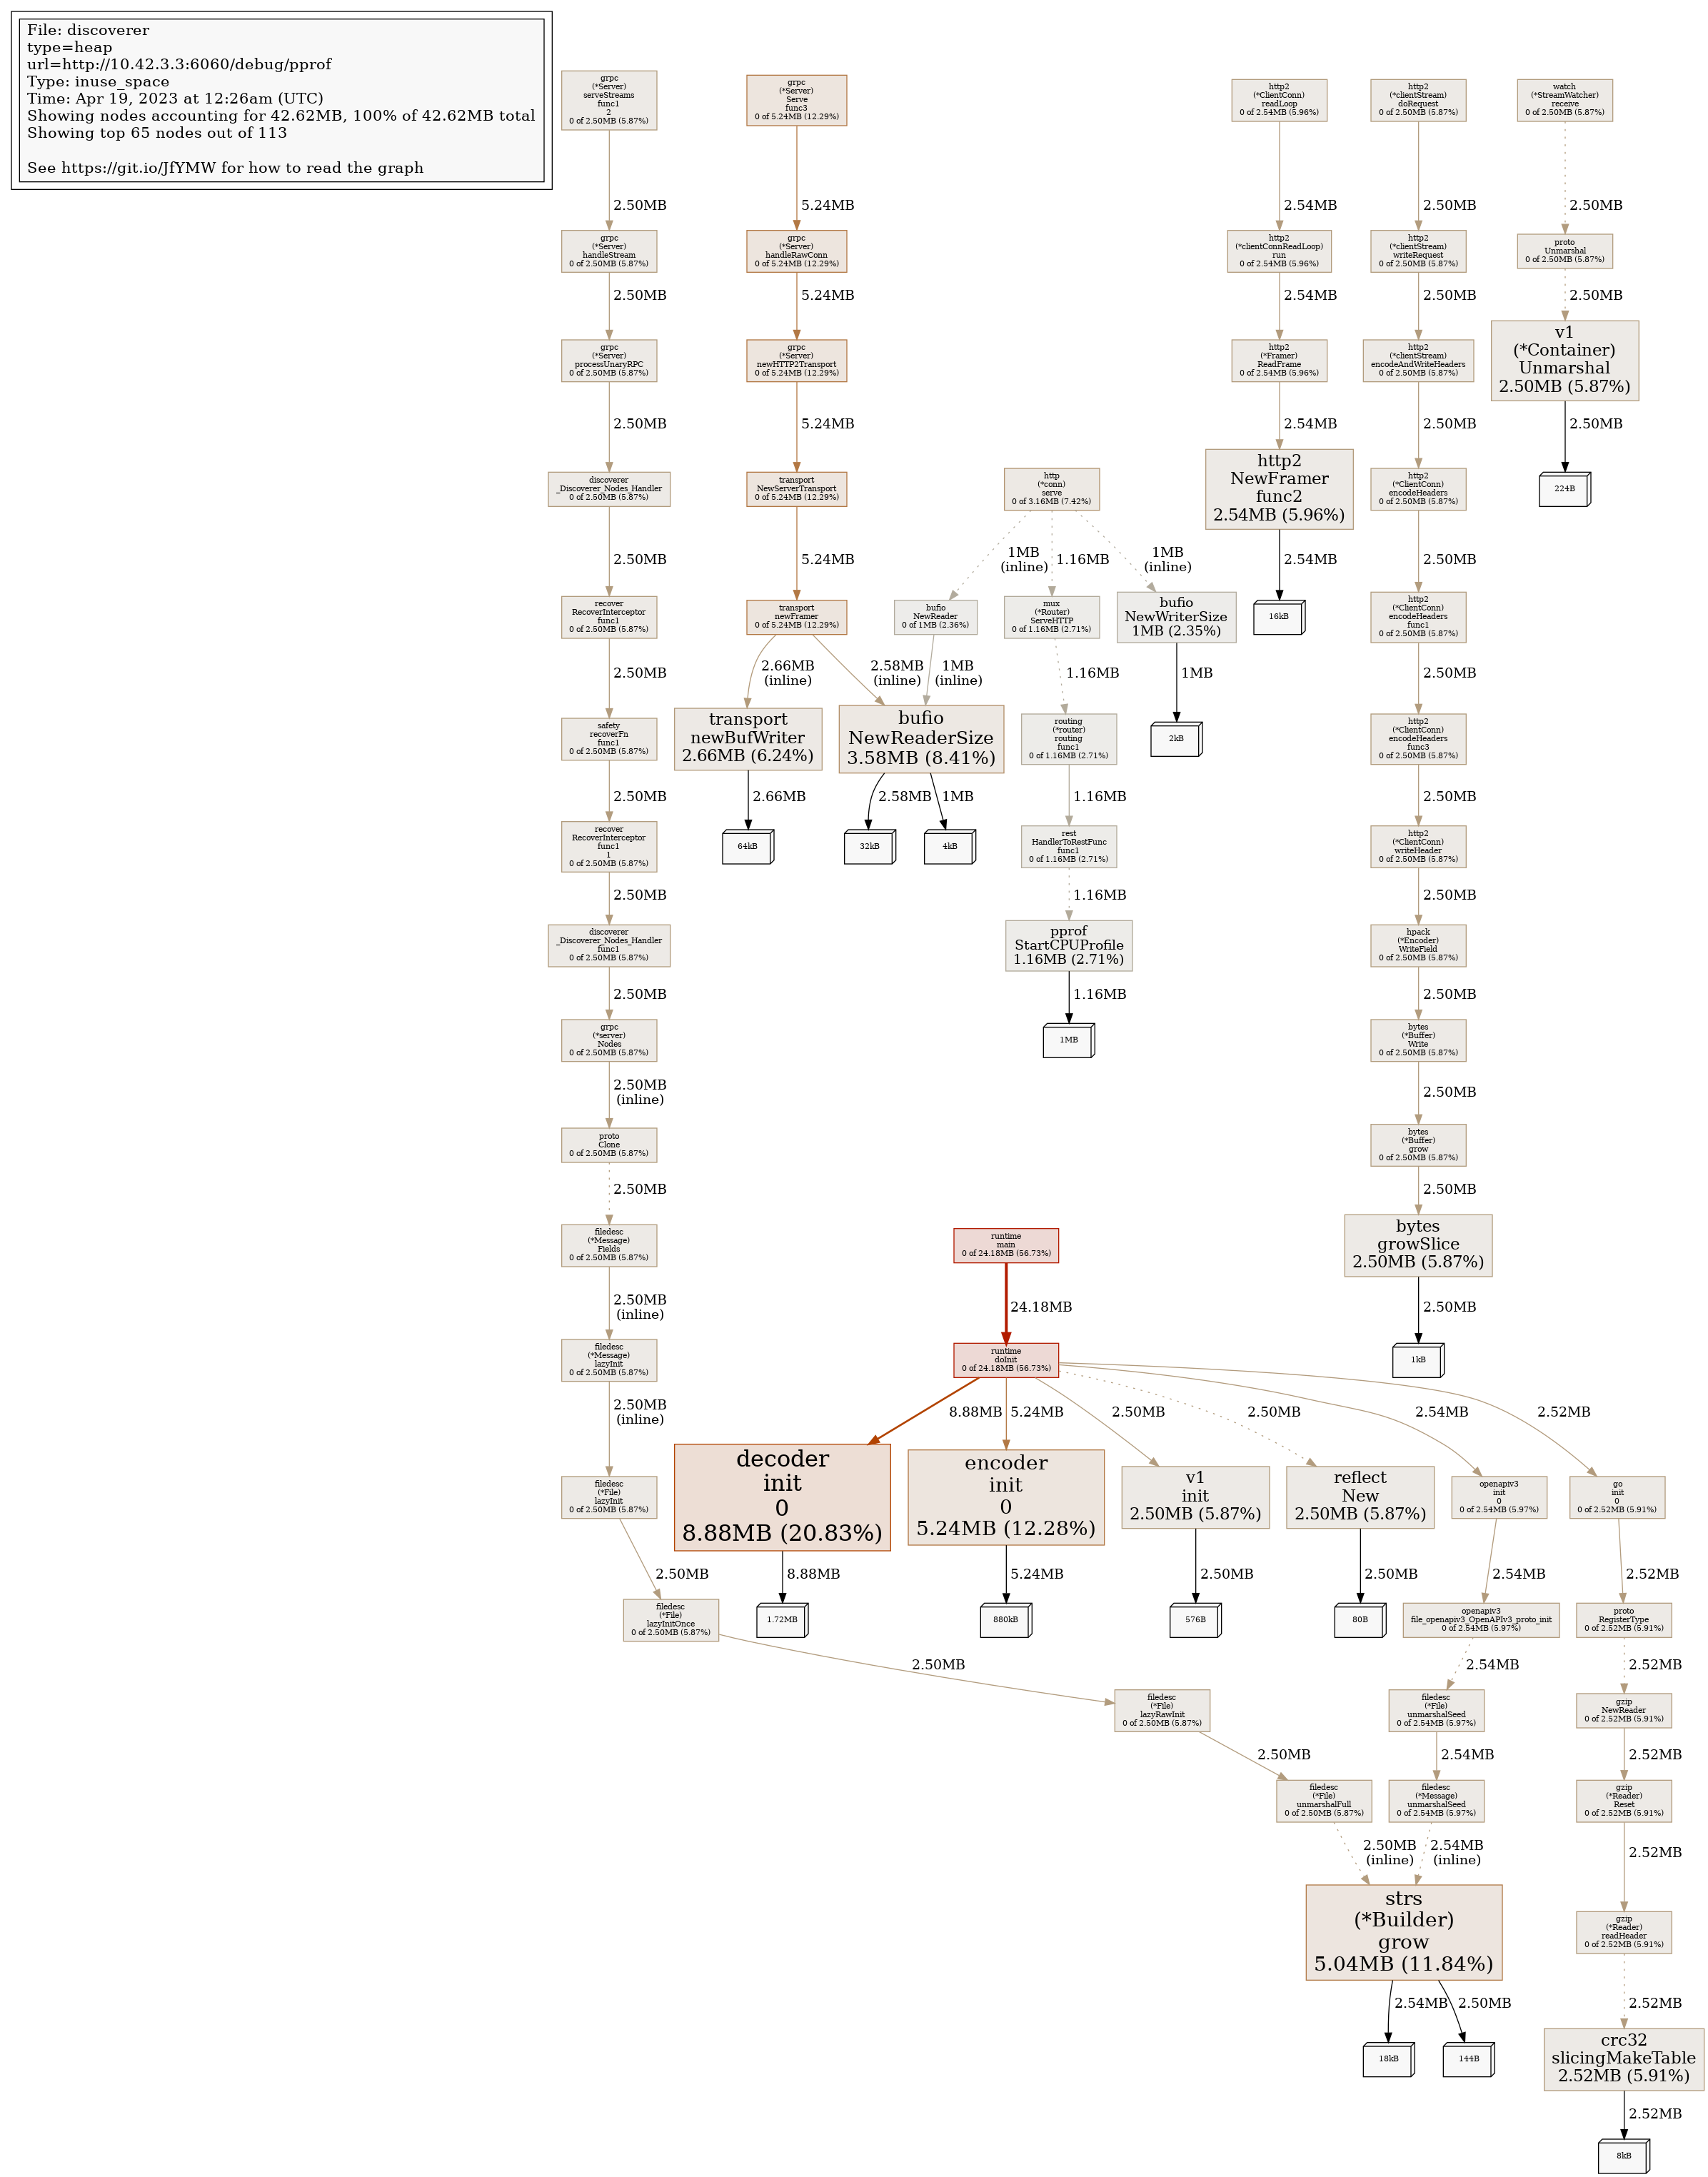 File: discoverer
type=heap
url=http://10.42.3.3:6060/debug/pprof
Type: inuse_space
Time: Apr 19, 2023 at 12:26am (UTC)
Showing nodes accounting for 42.62MB, 100% of 42.62MB total
Showing top 65 nodes out of 113
See https://git.io/JfYMW for how to read the graph
grpc
(*Server)
serveStreams
func1
2
0 of 2.50MB (5.87%)
2.50MB
grpc
(*Server)
handleStream
0 of 2.50MB (5.87%)
2.50MB
grpc
(*Server)
processUnaryRPC
0 of 2.50MB (5.87%)
2.50MB
discoverer
_Discoverer_Nodes_Handler
0 of 2.50MB (5.87%)
2.50MB
recover
RecoverInterceptor
func1
0 of 2.50MB (5.87%)
2.50MB
safety
recoverFn
func1
0 of 2.50MB (5.87%)
2.50MB
recover
RecoverInterceptor
func1
1
0 of 2.50MB (5.87%)
2.50MB
discoverer
_Discoverer_Nodes_Handler
func1
0 of 2.50MB (5.87%)
2.50MB
grpc
(*server)
Nodes
0 of 2.50MB (5.87%)
2.50MB
(inline)
proto
Clone
0 of 2.50MB (5.87%)
2.50MB
filedesc
(*Message)
Fields
0 of 2.50MB (5.87%)
2.50MB
(inline)
filedesc
(*Message)
lazyInit
0 of 2.50MB (5.87%)
2.50MB
(inline)
filedesc
(*File)
lazyInit
0 of 2.50MB (5.87%)
2.50MB
filedesc
(*File)
lazyInitOnce
0 of 2.50MB (5.87%)
2.50MB
filedesc
(*File)
lazyRawInit
0 of 2.50MB (5.87%)
2.50MB
filedesc
(*File)
unmarshalFull
0 of 2.50MB (5.87%)
2.50MB
(inline)
grpc
(*Server)
Serve
func3
0 of 5.24MB (12.29%)
5.24MB
grpc
(*Server)
handleRawConn
0 of 5.24MB (12.29%)
5.24MB
grpc
(*Server)
newHTTP2Transport
0 of 5.24MB (12.29%)
5.24MB
transport
NewServerTransport
0 of 5.24MB (12.29%)
5.24MB
transport
newFramer
0 of 5.24MB (12.29%)
2.66MB
(inline)
2.58MB
(inline)
transport
newBufWriter
2.66MB (6.24%)
2.66MB
64kB
http
(*conn)
serve
0 of 3.16MB (7.42%)
1MB
(inline)
1.16MB
1MB
(inline)
bufio
NewReader
0 of 1MB (2.36%)
1MB
(inline)
bufio
NewReaderSize
3.58MB (8.41%)
2.58MB
1MB
32kB
4kB
mux
(*Router)
ServeHTTP
0 of 1.16MB (2.71%)
1.16MB
routing
(*router)
routing
func1
0 of 1.16MB (2.71%)
1.16MB
rest
HandlerToRestFunc
func1
0 of 1.16MB (2.71%)
1.16MB
pprof
StartCPUProfile
1.16MB (2.71%)
1.16MB
1MB
bufio
NewWriterSize
1MB (2.35%)
1MB
2kB
http2
(*ClientConn)
readLoop
0 of 2.54MB (5.96%)
2.54MB
http2
(*clientConnReadLoop)
run
0 of 2.54MB (5.96%)
2.54MB
http2
(*Framer)
ReadFrame
0 of 2.54MB (5.96%)
2.54MB
http2
NewFramer
func2
2.54MB (5.96%)
2.54MB
16kB
http2
(*clientStream)
doRequest
0 of 2.50MB (5.87%)
2.50MB
http2
(*clientStream)
writeRequest
0 of 2.50MB (5.87%)
2.50MB
http2
(*clientStream)
encodeAndWriteHeaders
0 of 2.50MB (5.87%)
2.50MB
http2
(*ClientConn)
encodeHeaders
0 of 2.50MB (5.87%)
2.50MB
http2
(*ClientConn)
encodeHeaders
func1
0 of 2.50MB (5.87%)
2.50MB
http2
(*ClientConn)
encodeHeaders
func3
0 of 2.50MB (5.87%)
2.50MB
http2
(*ClientConn)
writeHeader
0 of 2.50MB (5.87%)
2.50MB
hpack
(*Encoder)
WriteField
0 of 2.50MB (5.87%)
2.50MB
bytes
(*Buffer)
Write
0 of 2.50MB (5.87%)
2.50MB
bytes
(*Buffer)
grow
0 of 2.50MB (5.87%)
2.50MB
bytes
growSlice
2.50MB (5.87%)
2.50MB
1kB
watch
(*StreamWatcher)
receive
0 of 2.50MB (5.87%)
2.50MB
proto
Unmarshal
0 of 2.50MB (5.87%)
2.50MB
v1
(*Container)
Unmarshal
2.50MB (5.87%)
2.50MB
224B
runtime
main
0 of 24.18MB (56.73%)
24.18MB
runtime
doInit
0 of 24.18MB (56.73%)
8.88MB
5.24MB
2.50MB
2.50MB
2.54MB
2.52MB
decoder
init
0
8.88MB (20.83%)
8.88MB
1.72MB
encoder
init
0
5.24MB (12.28%)
5.24MB
880kB
v1
init
2.50MB (5.87%)
2.50MB
576B
reflect
New
2.50MB (5.87%)
2.50MB
80B
openapiv3
init
0
0 of 2.54MB (5.97%)
2.54MB
openapiv3
file_openapiv3_OpenAPIv3_proto_init
0 of 2.54MB (5.97%)
2.54MB
filedesc
(*File)
unmarshalSeed
0 of 2.54MB (5.97%)
2.54MB
filedesc
(*Message)
unmarshalSeed
0 of 2.54MB (5.97%)
2.54MB
(inline)
strs
(*Builder)
grow
5.04MB (11.84%)
2.54MB
2.50MB
18kB
144B
go
init
0
0 of 2.52MB (5.91%)
2.52MB
proto
RegisterType
0 of 2.52MB (5.91%)
2.52MB
gzip
NewReader
0 of 2.52MB (5.91%)
2.52MB
gzip
(*Reader)
Reset
0 of 2.52MB (5.91%)
2.52MB
gzip
(*Reader)
readHeader
0 of 2.52MB (5.91%)
2.52MB
crc32
slicingMakeTable
2.52MB (5.91%)
2.52MB
8kB